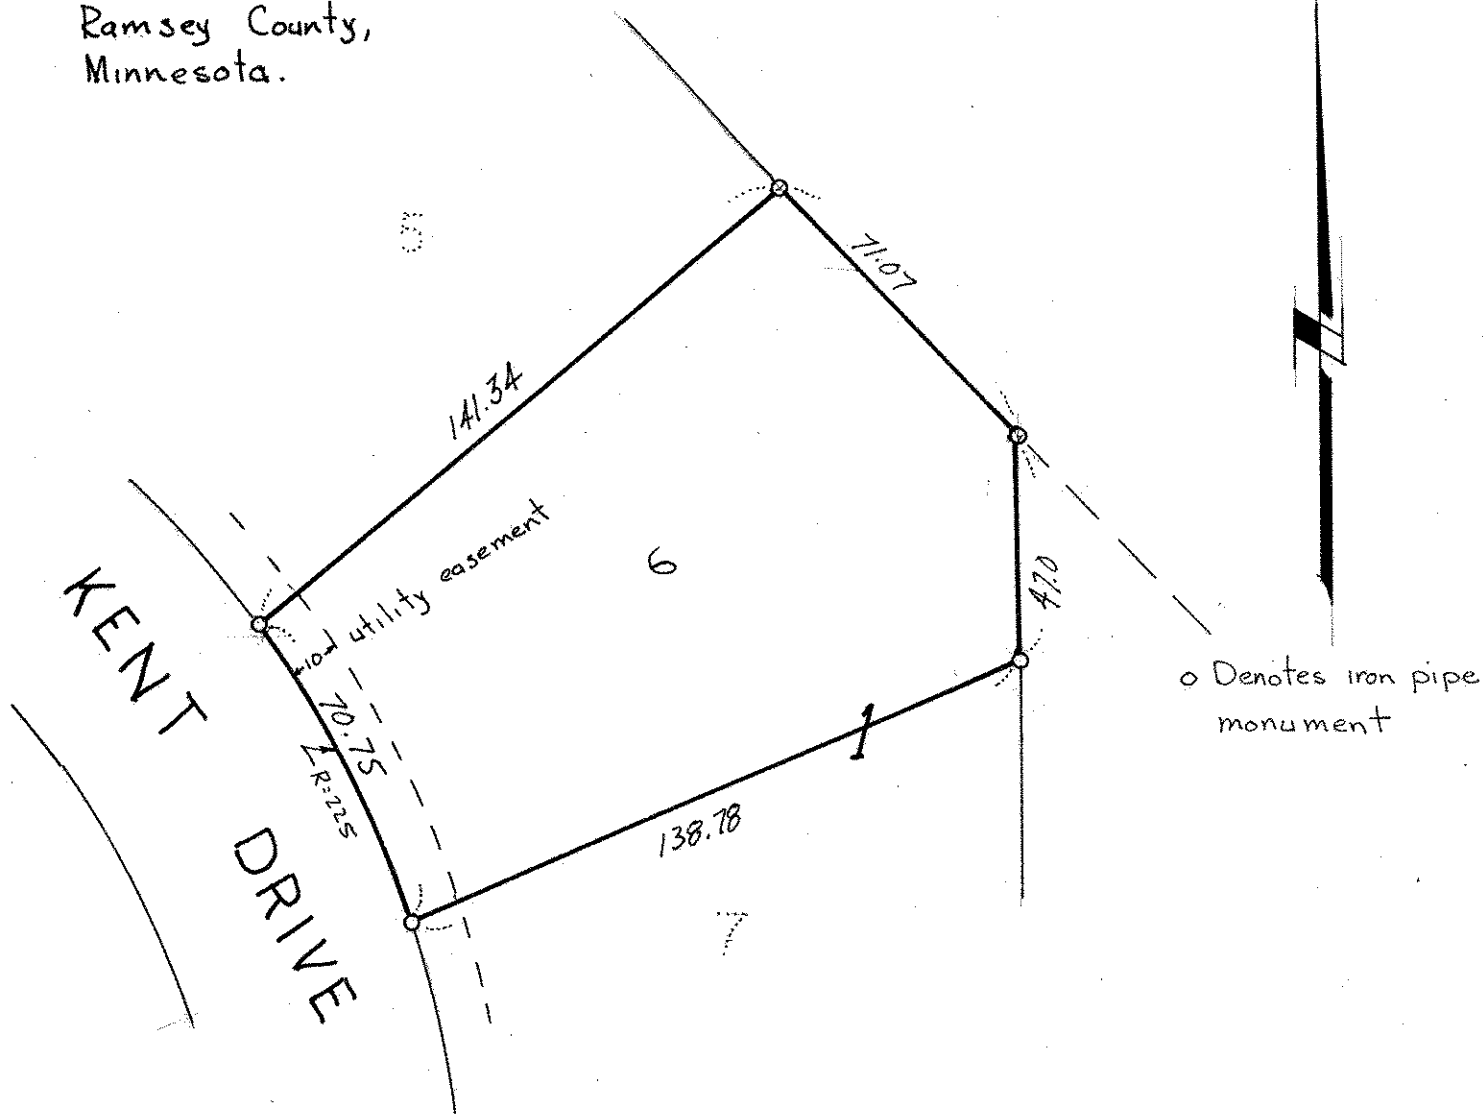 Ramsey County,
Minnesota.
5
71.07
141.34
utility easement
6
10
47.0
KENT DRIVE
70.75
R=225
o Denotes iron pipe
monument
1
138.78
7